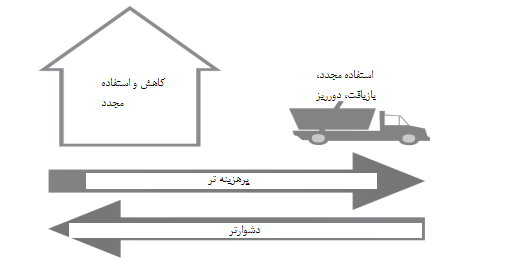 کاهش و استفاده
مجدد
استفاده مجدد،
بازیافت، دورریز
پرهزینه تر
دشوارتر